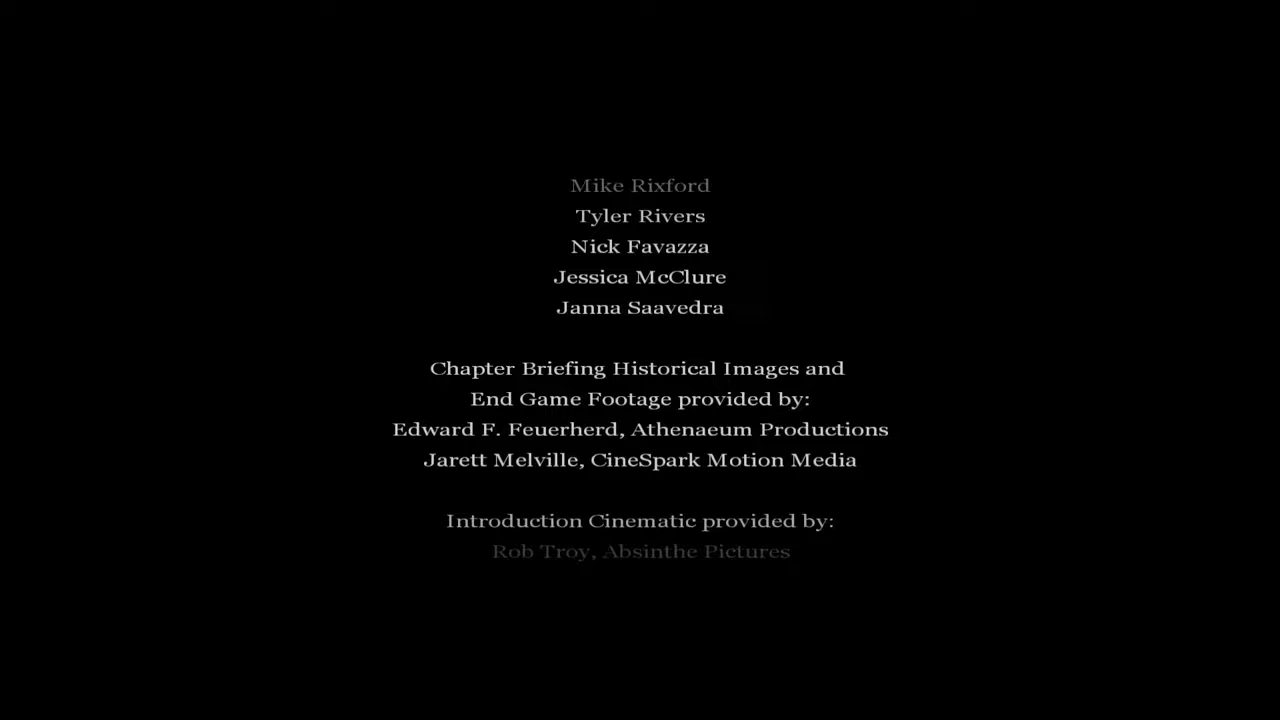 Mike Rixford
Tyler Rivers
Nick Favazza
Jessica McClure
Janna Saavedra
Chapter Briefing Historical Images and
End Game Footage provided by:
Edward F. Feuerherd, Athenaeum Productions
Jarett Melville, CineSpark Motion Media
Introduction Cinematic provided by:
Rob Troy, Absinthe Pictures